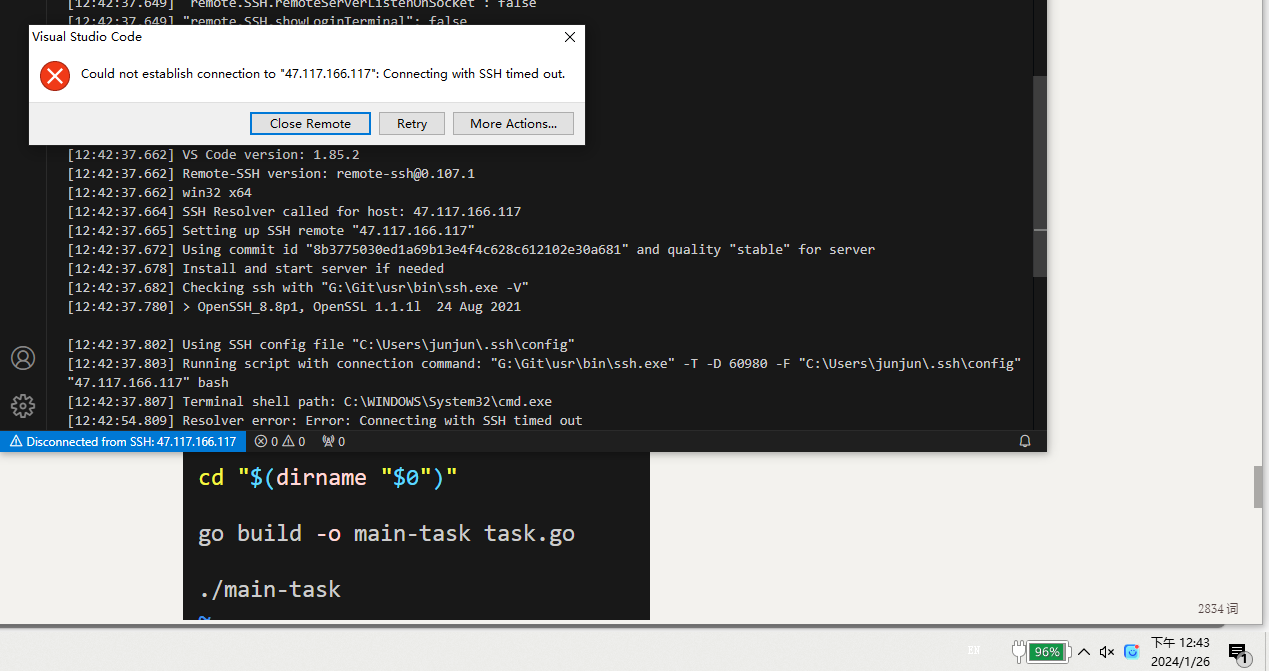 [12:42:37.649] "remote.SSH.remoteServerListenOnSocket": false
[12:42:37.649] "remote.SSH.showLoginTerminal": false
Visual Studio Code
Could not establish connection to "47.117.166.117": Connecting with SSH timed out.
Close Remote
Retry
More Actions...
[12:42:37.662] VS Code version: 1.85.2
[12:42:37.662] Remote-SSH version: remote-ssh@0.107.1
[12:42:37.662] win32 x64
[12:42:37.664] SSH Resolver called for host: 47.117.166.117
[12:42:37.665] Setting up SSH remote "47.117.166.117"
[12:42:37.672] Using commit id "8b3775030ed1a69b13e4f4c628c612102e30a681" and quality "stable" for server
[12:42:37.678] Install and start server if needed
[12:42:37.682] Checking ssh with "G:\Git\usr\bin\ssh.exe -V"
[12:42:37.780] > OpenSSH_8.8p1, OpenSSL 1.1.1l  24 Aug 2021
[12:42:37.802] Using SSH config file "C:\Users\junjun\.ssh\config"
[12:42:37.803] Running script with connection command: "G:\Git\usr\bin\ssh.exe" -T -D 60980 -F "C:\Users\junjun\.ssh\config"
"47.117.166.117" bash
[12:42:37.807] Terminal shell path: C:\WINDOWS\System32\cmd.exe
[12:42:54.809] Resolver error: Error: Connecting with SSH timed out
Disconnected from SSH: 47.117.166.117
0 0 0
cd "$(dirname "$0")"
go build -o main-task task.go
./main-task
~
2834 词
EN
96%
下午 12:43
2024/1/26
1